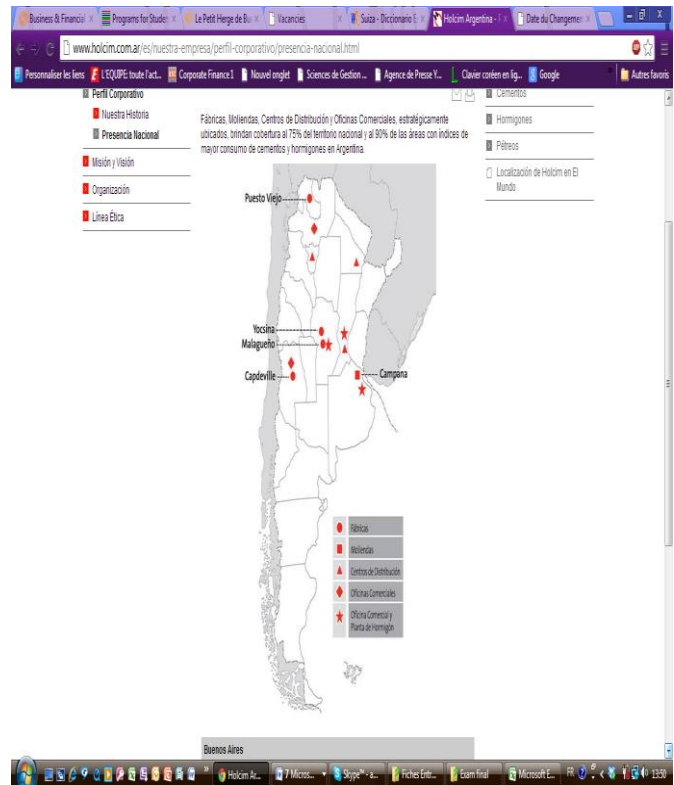 Business & Financial
Programs for Studen
Le Petit Herge de Bu
Vacancies
Suiza - Diccionario E
Holcim Argentina - P
Date du Changemen
www.holcim.com.ar/es/nuestra-empresa/perfil-corporativo/presencia-nacional.html
Personnaliser les liens
L'EQUIPE: toute l'act...
Corporate Finance 1
Nouvel onglet
Sciences de Gestion ...
Agence de Presse Y...
Clavier coréen en lig...
Google
Autres favoris
Perfil Corporativo
Nuestra Historia
Presencia Nacional
Misión y Visión
Organización
Línea Ética
Fábricas, Moliendas, Centros de Distribución y Oficinas Comerciales, estratégicamente
ubicados, brindan cobertura al 75% del territorio nacional y al 90% de las áreas con índices de
mayor consumo de cementos y hormigones en Argentina.
Cementos
Hormigones
Pétreos
Localización de Holcim en El
Mundo
Puesto Viejo
Yocsina
Malagueño
Capdeville
Campana
Fábricas
Moliendas
Centros de Distribución
Oficinas Comerciales
Oficina Comercial y
Planta de Hormigón
Buenos Aires
Holcim Ar...
7 Micros...
Skype™ - a...
Fiches Entr...
Exam final
Microsoft E...
FR
13:50